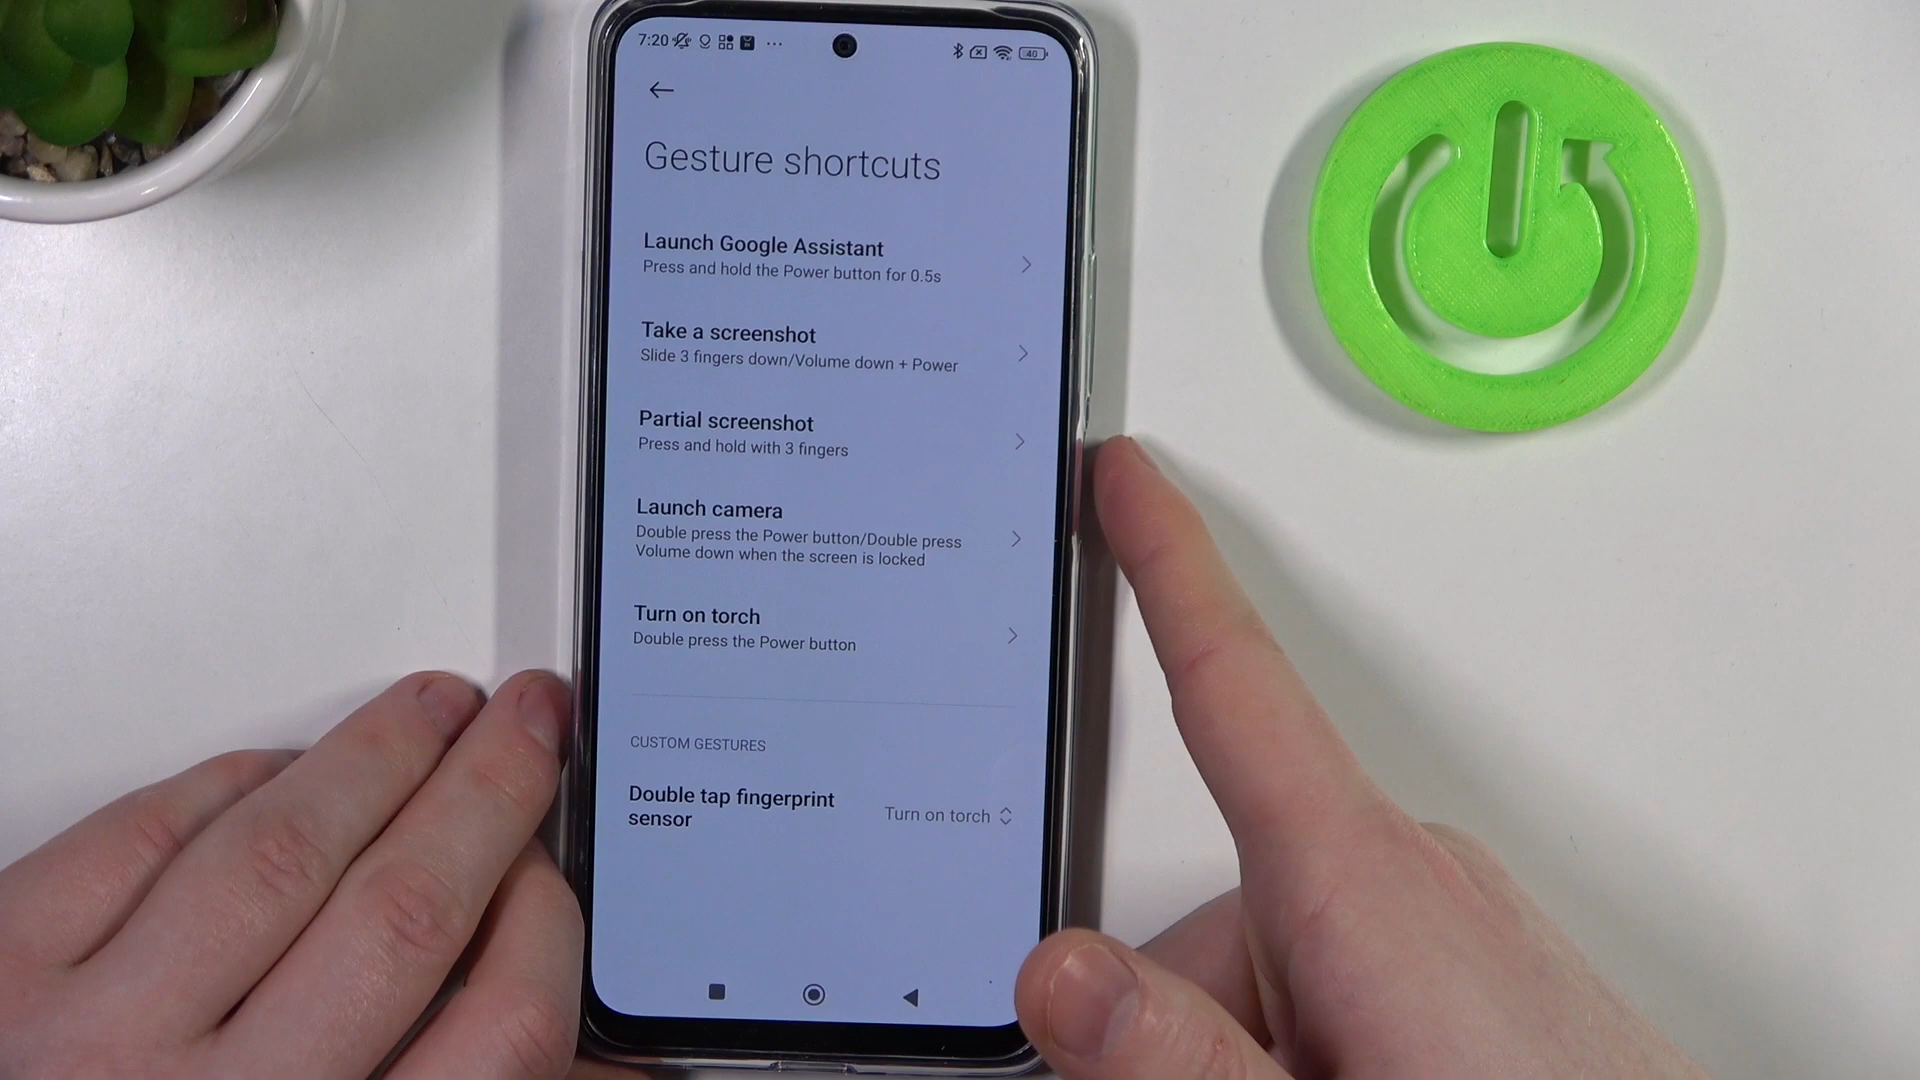 7:20
40
Gesture shortcuts
Launch Google Assistant
Press and hold the Power button for 0.5s
Take a screenshot
Slide 3 fingers down/Volume down + Power
Partial screenshot
Press and hold with 3 fingers
Launch camera
Double press the Power button/Double press
Volume down when the screen is locked
Turn on torch
Double press the Power button
CUSTOM GESTURES
Double tap fingerprint
sensor
Turn on torch